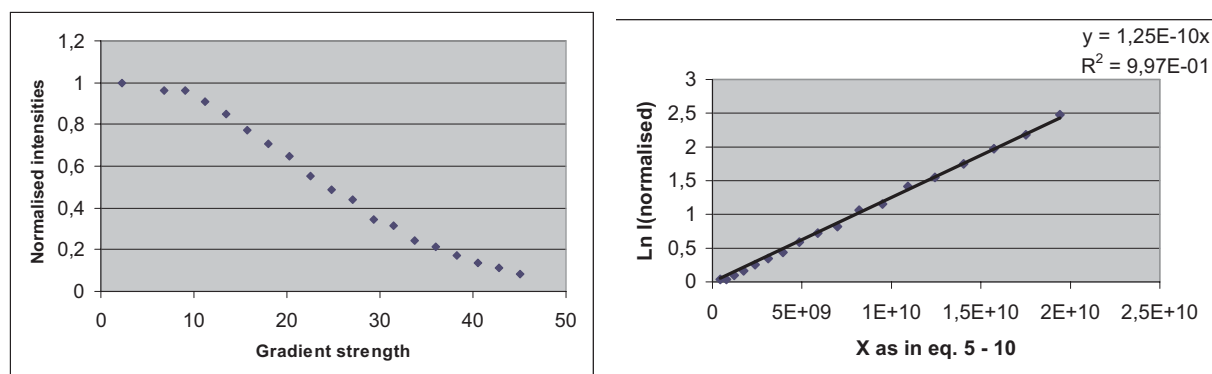 1,2
1
0,8
0,6
0,4
0,2
0
0 10 20 30 40 50
Normalised intensities
Gradient strength
y = 1,25E-10x
R² = 9,97E-01
3
2,5
2
1,5
1
0,5
0
0 5E+09 1E+10 1,5E+10 2E+10 2,5E+10
Ln I(normalised)
X as in eq. 5 - 10